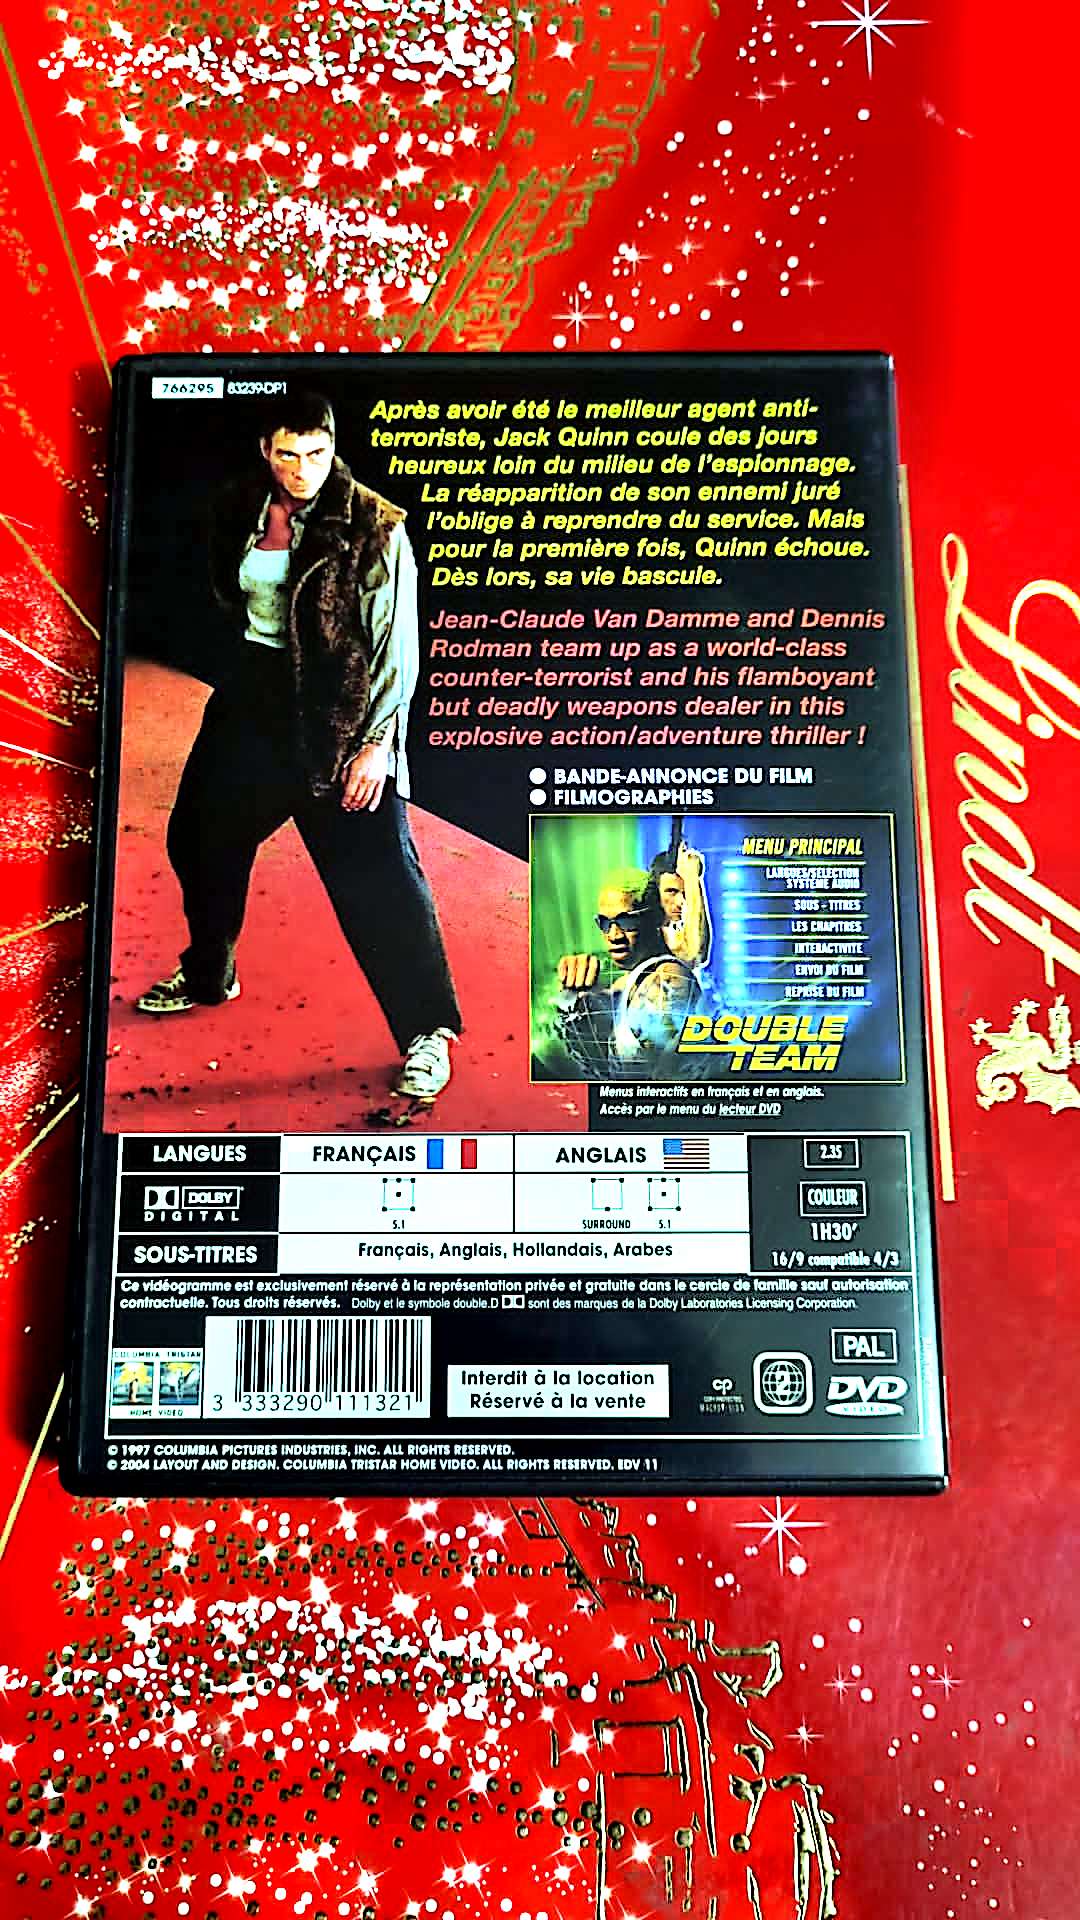 766295 83239-DP1
Après avoir été le meilleur agent anti-
terroriste, Jack Quinn coule des jours
heureux loin du milieu de l'espionnage.
La réapparition de son ennemi juré
l'oblige à reprendre du service. Mais
pour la première fois, Quinn échoue.
Dès lors, sa vie bascule.
Jean-Claude Van Damme and Dennis
Rodman team up as a world-class
counter-terrorist and his flamboyant
but deadly weapons dealer in this
explosive action/adventure thriller !
● BANDE-ANNONCE DU FILM
● FILMOGRAPHIES
MENU PRINCIPAL
LANGUES/SELECTION
SYSTÈME AUDIO
SOUS - TITRES
LES CHAPITRES
INTERACTIVITE
ENVOI DU FILM
REPRISE DU FILM
DOUBLE
TEAM
Menus interactifs en français et en anglais.
Accès par le menu du lecteur DVD
LANGUES FRANÇAIS ANGLAIS 2.35
DOLBY
DIGITAL 5.1 SURROUND 5.1 COULEUR
1H30'
SOUS-TITRES Français, Anglais, Hollandais, Arabes 16/9 compatible 4/3
Ce vidéogramme est exclusivement réservé à la représentation privée et gratuite dans le cercle de famille sauf autorisation
contractuelle. Tous droits réservés. Dolby et le symbole double.D sont des marques de la Dolby Laboratories Licensing Corporation.
COLUMBIA TRISTAR
HOME VIDEO
3 333290 111321
Interdit à la location
Réservé à la vente
cp
MACROVISION
2
PAL
DVD
VIDEO
© 1997 COLUMBIA PICTURES INDUSTRIES, INC. ALL RIGHTS RESERVED.
© 2004 LAYOUT AND DESIGN. COLUMBIA TRISTAR HOME VIDEO. ALL RIGHTS RESERVED. EDV 11
Lindt